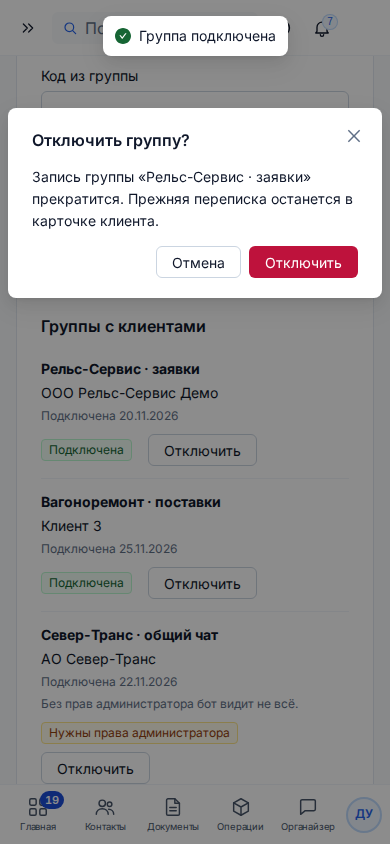 Группа подключена
7
Код из группы
Отключить группу?
Запись группы «Рельс-Сервис · заявки»
прекратится. Прежняя переписка останется в
карточке клиента.
Отмена
Отключить
Группы с клиентами
Рельс-Сервис · заявки
ООО Рельс-Сервис Демо
Подключена 20.11.2026
Подключена
Отключить
Вагоноремонт · поставки
Клиент 3
Подключена 25.11.2026
Подключена
Отключить
Север-Транс · общий чат
АО Север-Транс
Подключена 22.11.2026
Без прав администратора бот видит не всё.
Нужны права администратора
Отключить
19
Главная
Контакты
Документы
Операции
Органайзер
ДУ